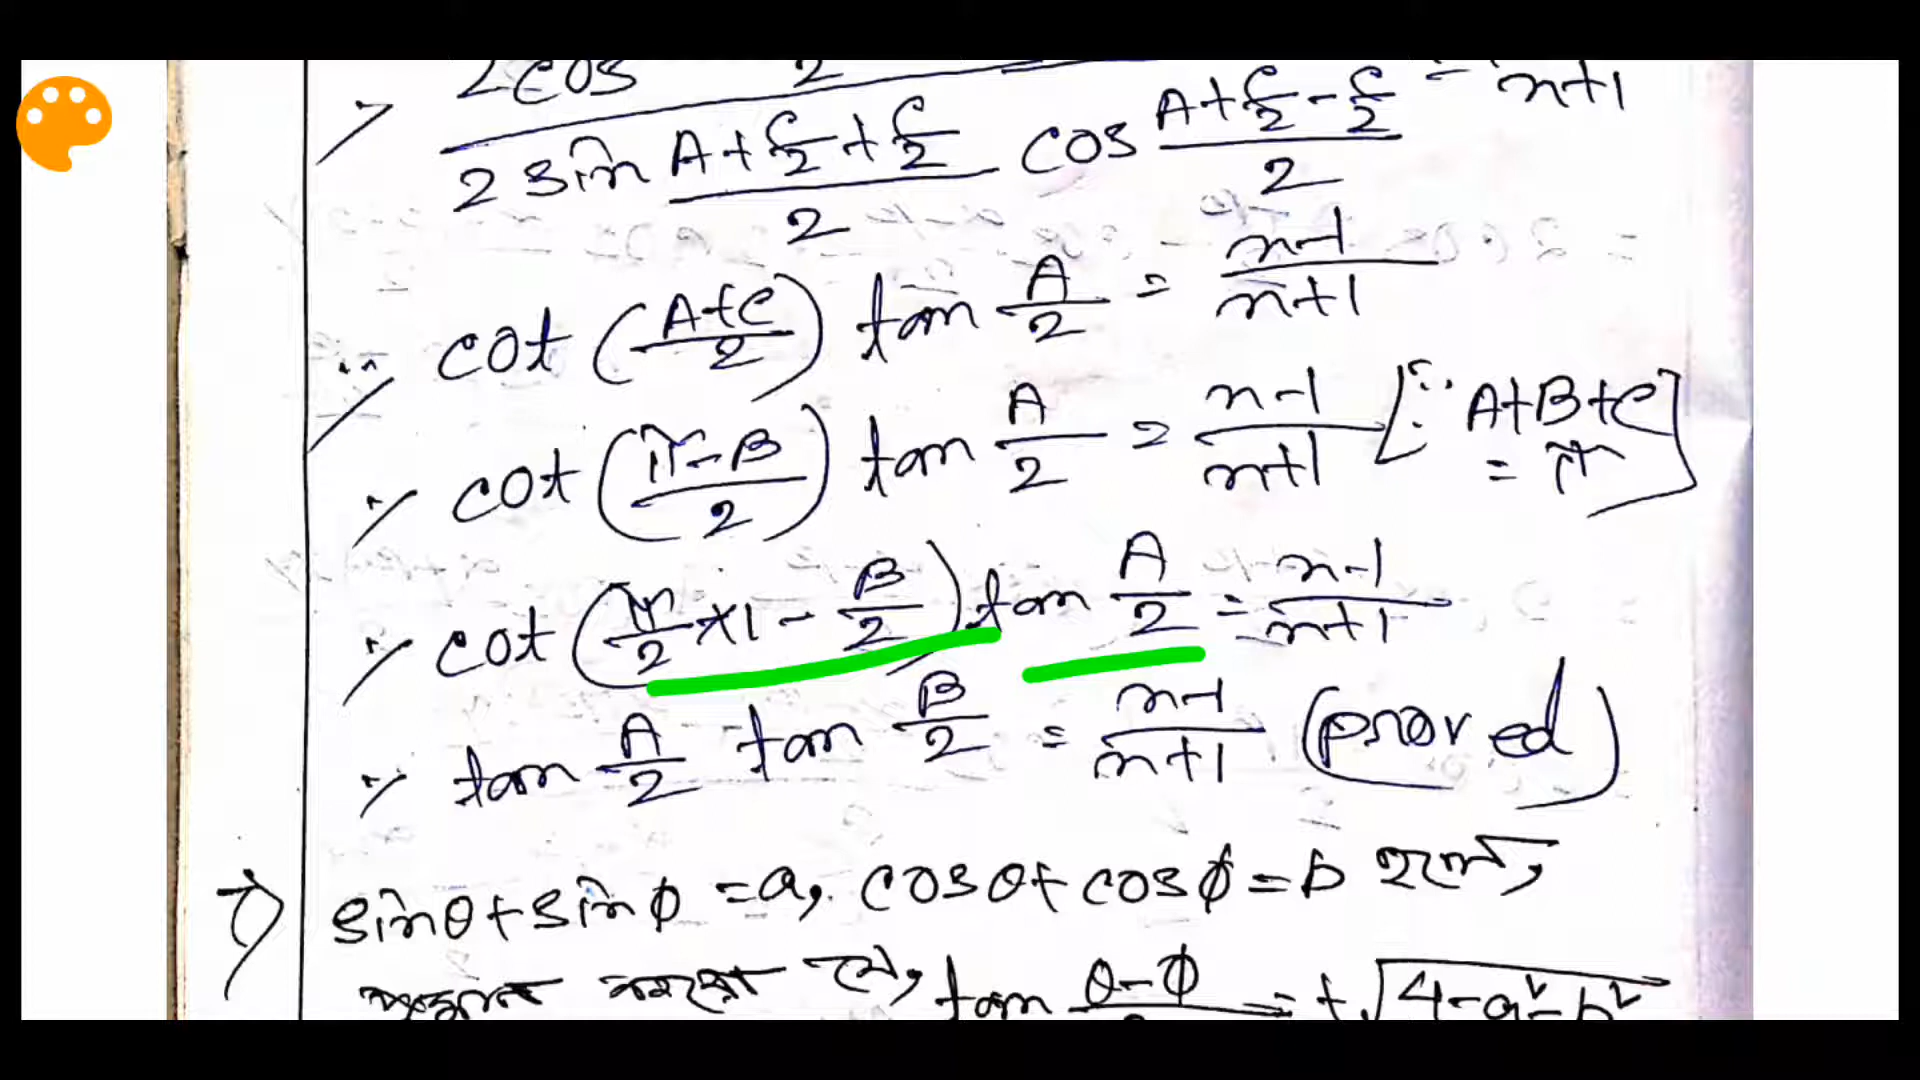 ⇒ 2cos 2 = n+1
2 sin (A + C/2 + C/2)/2 cos (A + C/2 - C/2)/2
⇒ cot (A+C/2) tan A/2 = n-1/n+1
⇒ cot (π-B/2) tan A/2 = n-1/n+1 [∵ A+B+C = π]
⇒ cot (π/2 × 1 - B/2) tan A/2 = n-1/n+1
⇒ tan A/2 tan B/2 = n-1/n+1 (proved)
sinθ + sinφ = a, cosθ + cosφ = b হলে,
যে, tan θ-φ = ± √4-a²-b²